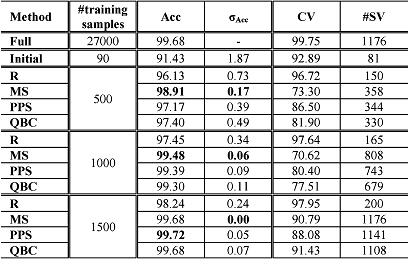 Method #training samples Acc σAcc CV #SV
Full 27000 99.68 - 99.75 1176
Initial 90 91.43 1.87 92.89 81
R 500 96.13 0.73 96.72 150
MS 98.91 0.17 73.30 358
PPS 97.17 0.39 86.50 344
QBC 97.40 0.49 81.90 330
R 1000 97.45 0.34 97.64 165
MS 99.48 0.06 70.62 808
PPS 99.39 0.09 80.40 743
QBC 99.30 0.11 77.51 679
R 1500 98.24 0.24 97.95 200
MS 99.68 0.00 90.79 1176
PPS 99.72 0.05 88.08 1141
QBC 99.68 0.07 91.43 1108